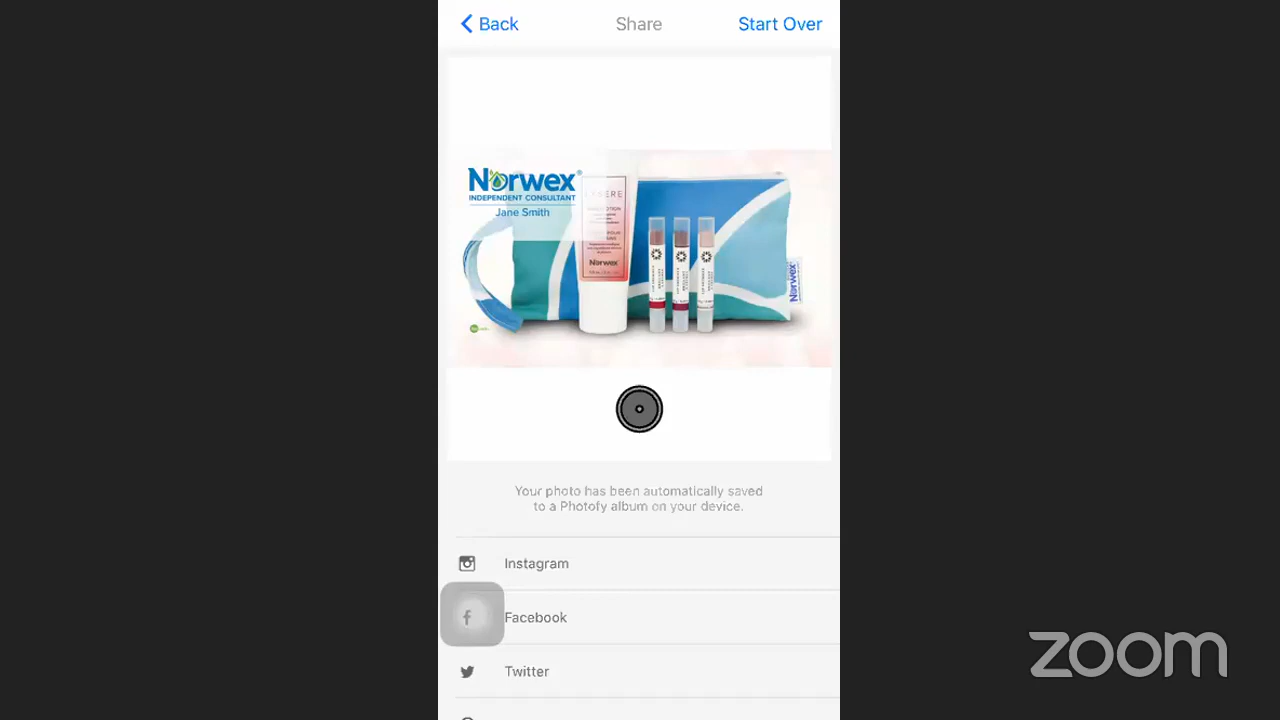 Back
Share
Start Over
Norwex®
INDEPENDENT CONSULTANT
Jane Smith
Norwex
Norwex
Your photo has been automatically saved
to a Photofy album on your device.
Instagram
Facebook
Twitter
zoom